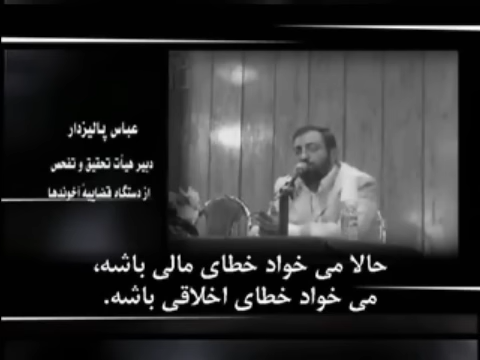 عباس پالیزدار
دبیر هیأت تحقیق و تفحص
از دستگاه قضاییهٔ آخوندها
حالا می خواد خطای مالی باشه،
می خواد خطای اخلاقی باشه.